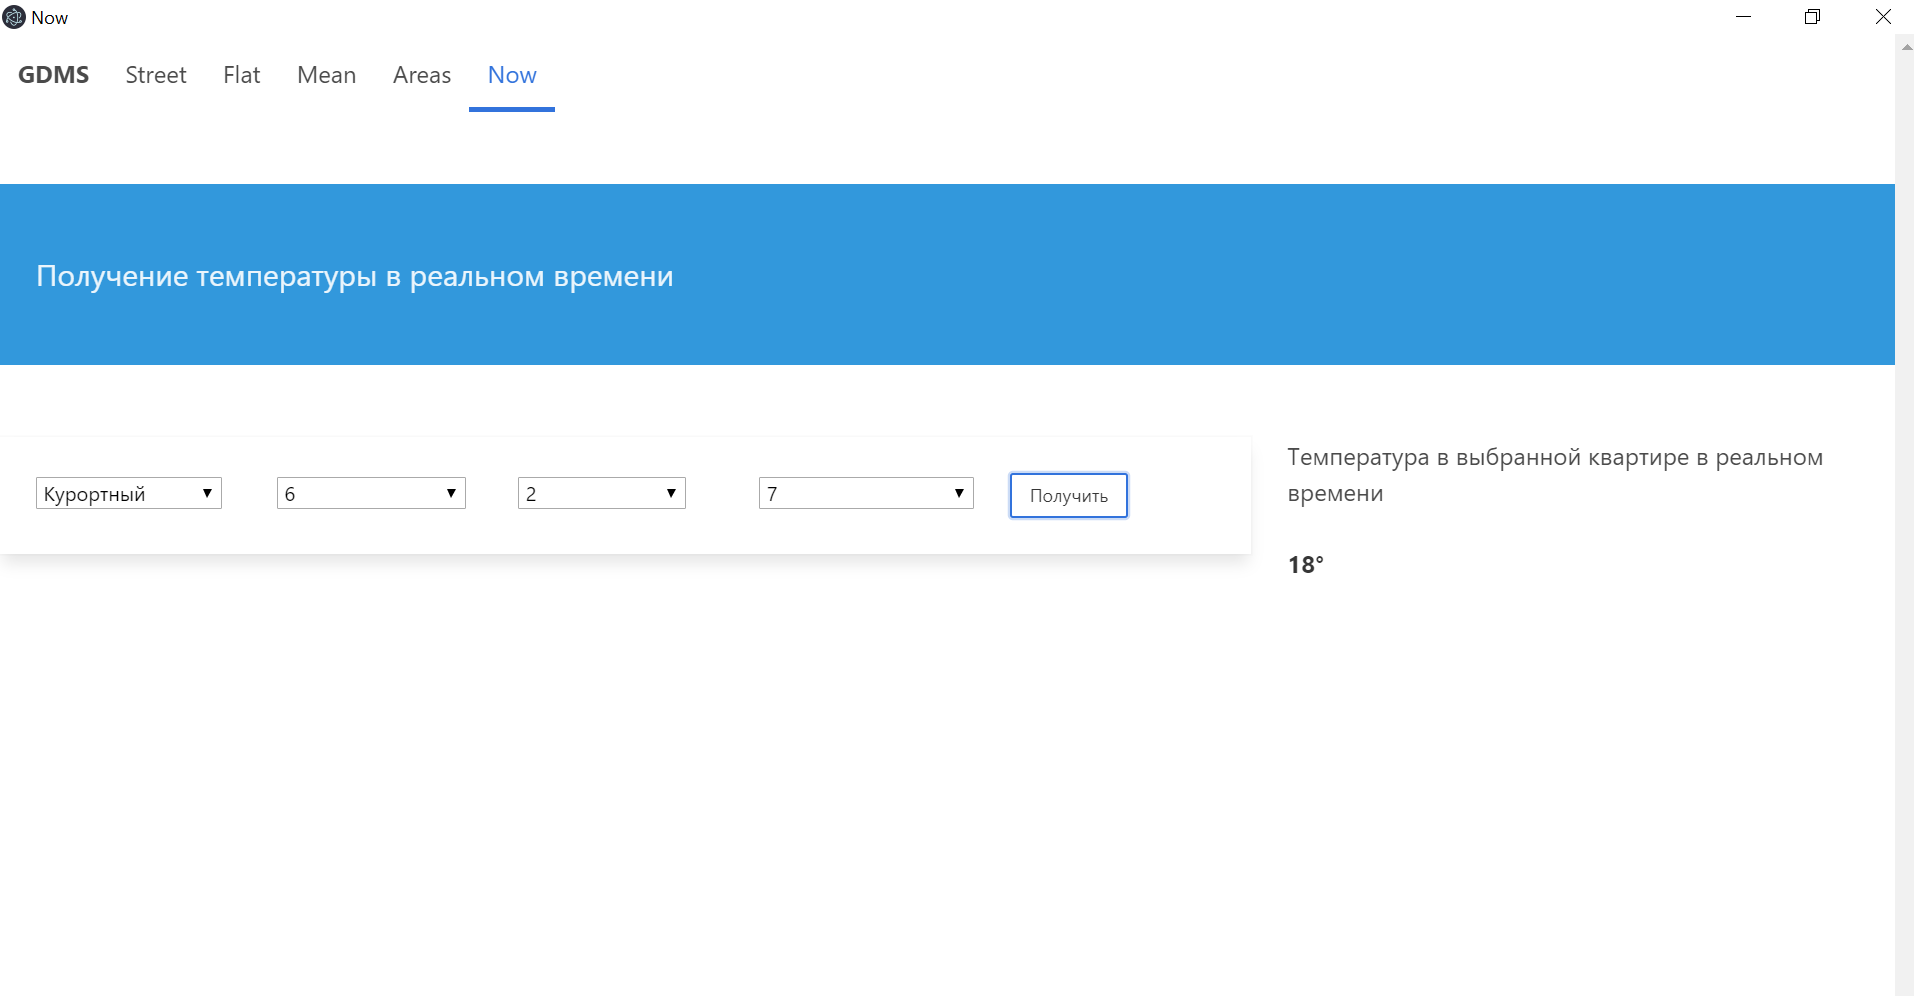 Now
GDMS Street Flat Mean Areas Now
Получение температуры в реальном времени
Курортный 6 2 7 Получить
Температура в выбранной квартире в реальном
времени
18°